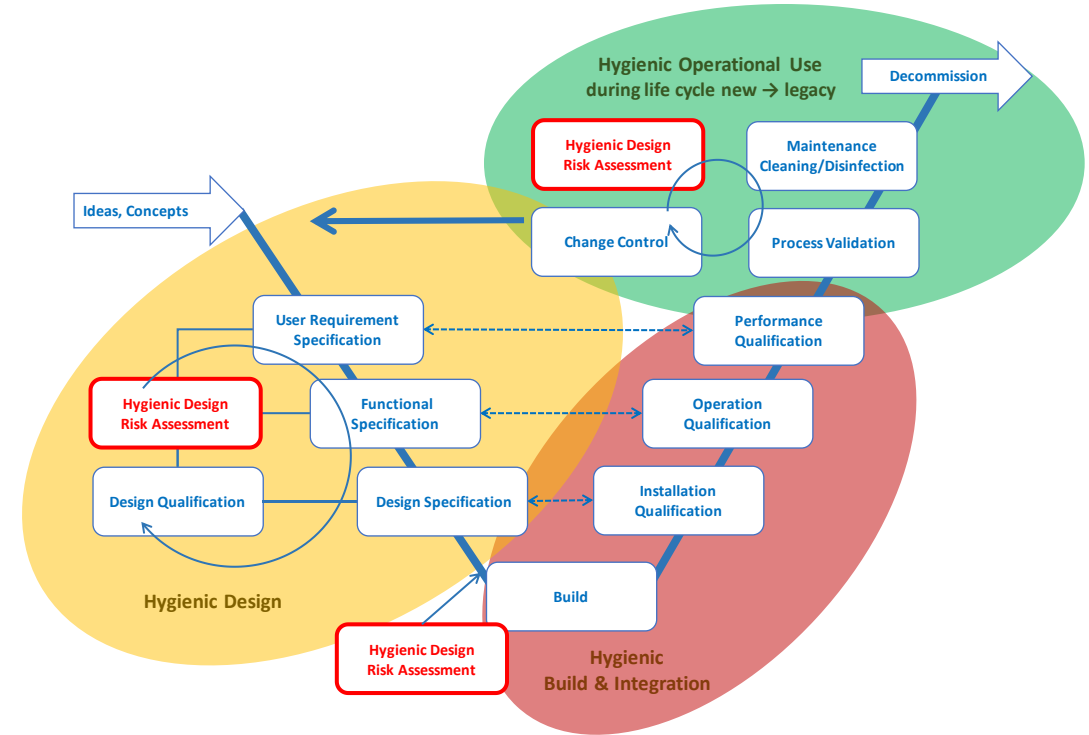 Hygienic Operational Use
during life cycle new → legacy
Decommission
Hygienic Design
Risk Assessment
Maintenance
Cleaning/Disinfection
Ideas, Concepts
Change Control
Process Validation
User Requirement
Specification
Performance
Qualification
Hygienic Design
Risk Assessment
Functional
Specification
Operation
Qualification
Design Qualification
Design Specification
Installation
Qualification
Hygienic Design
Build
Hygienic Design
Risk Assessment
Hygienic
Build & Integration